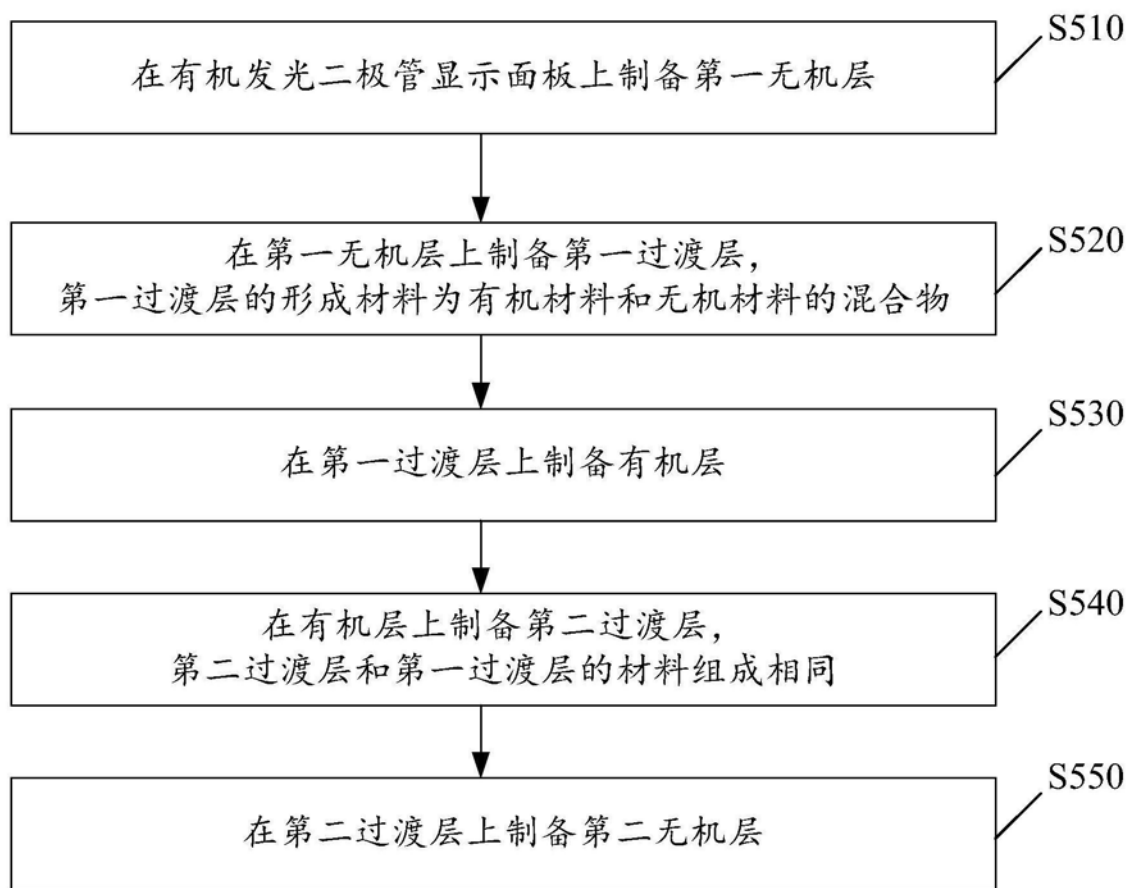 S510
在有机发光二极管显示面板上制备第一无机层
S520
在第一无机层上制备第一过渡层，
第一过渡层的形成材料为有机材料和无机材料的混合物
S530
在第一过渡层上制备有机层
S540
在有机层上制备第二过渡层，
第二过渡层和第一过渡层的材料组成相同
S550
在第二过渡层上制备第二无机层